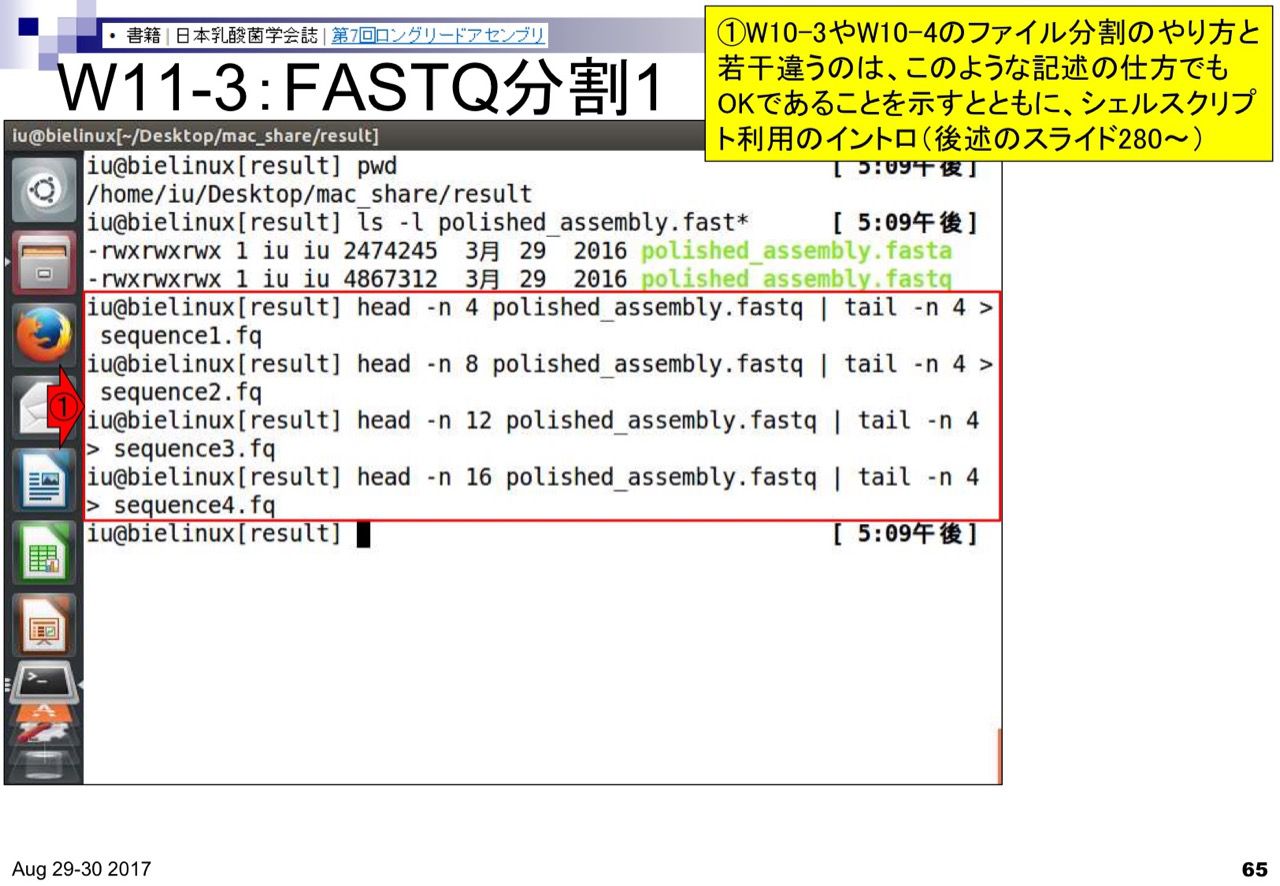 • 書籍 | 日本乳酸菌学会誌 | 第7回ロングリードアセンブリ
W11-3：FASTQ分割1
①W10-3やW10-4のファイル分割のやり方と
若干違うのは、このような記述の仕方でも
OKであることを示すとともに、シェルスクリプ
ト利用のイントロ（後述のスライド280～）
iu@bielinux[~/Desktop/mac_share/result]
iu@bielinux[result] pwd [ 5:09午後]
/home/iu/Desktop/mac_share/result
iu@bielinux[result] ls -l polished_assembly.fast* [ 5:09午後]
-rwxrwxrwx 1 iu iu 2474245 3月 29 2016 polished_assembly.fasta
-rwxrwxrwx 1 iu iu 4867312 3月 29 2016 polished_assembly.fastq
iu@bielinux[result] head -n 4 polished_assembly.fastq | tail -n 4 >
sequence1.fq
iu@bielinux[result] head -n 8 polished_assembly.fastq | tail -n 4 >
sequence2.fq
①
iu@bielinux[result] head -n 12 polished_assembly.fastq | tail -n 4
> sequence3.fq
iu@bielinux[result] head -n 16 polished_assembly.fastq | tail -n 4
> sequence4.fq
iu@bielinux[result] [ 5:09午後]
Aug 29-30 2017
65